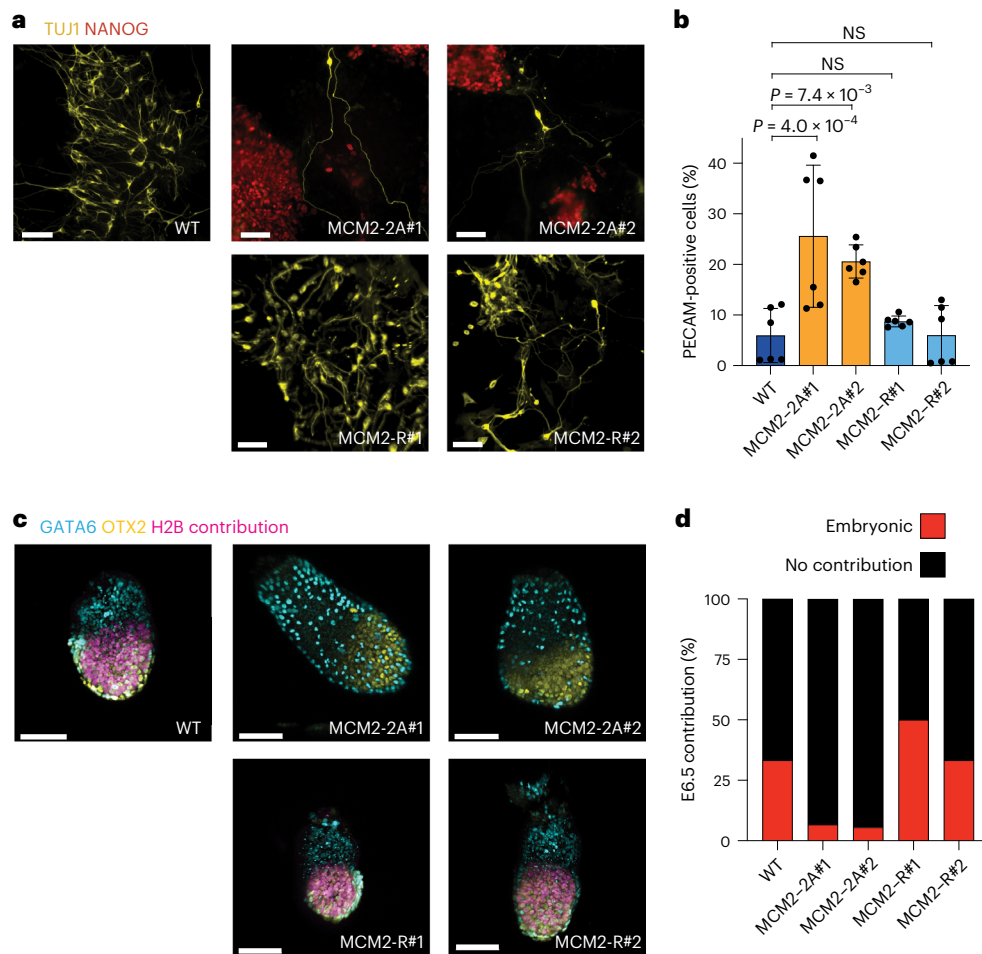 a
TUJ1 NANOG
WT
MCM2-2A#1
MCM2-2A#2
MCM2-R#1
MCM2-R#2
b
NS
NS
P = 7.4 × 10⁻³
P = 4.0 × 10⁻⁴
PECAM-positive cells (%)
40
30
20
10
0
WT
MCM2-2A#1
MCM2-2A#2
MCM2-R#1
MCM2-R#2
c
GATA6 OTX2 H2B contribution
WT
MCM2-2A#1
MCM2-2A#2
MCM2-R#1
MCM2-R#2
d
Embryonic
No contribution
E6.5 contribution (%)
100
75
50
25
0
WT
MCM2-2A#1
MCM2-2A#2
MCM2-R#1
MCM2-R#2